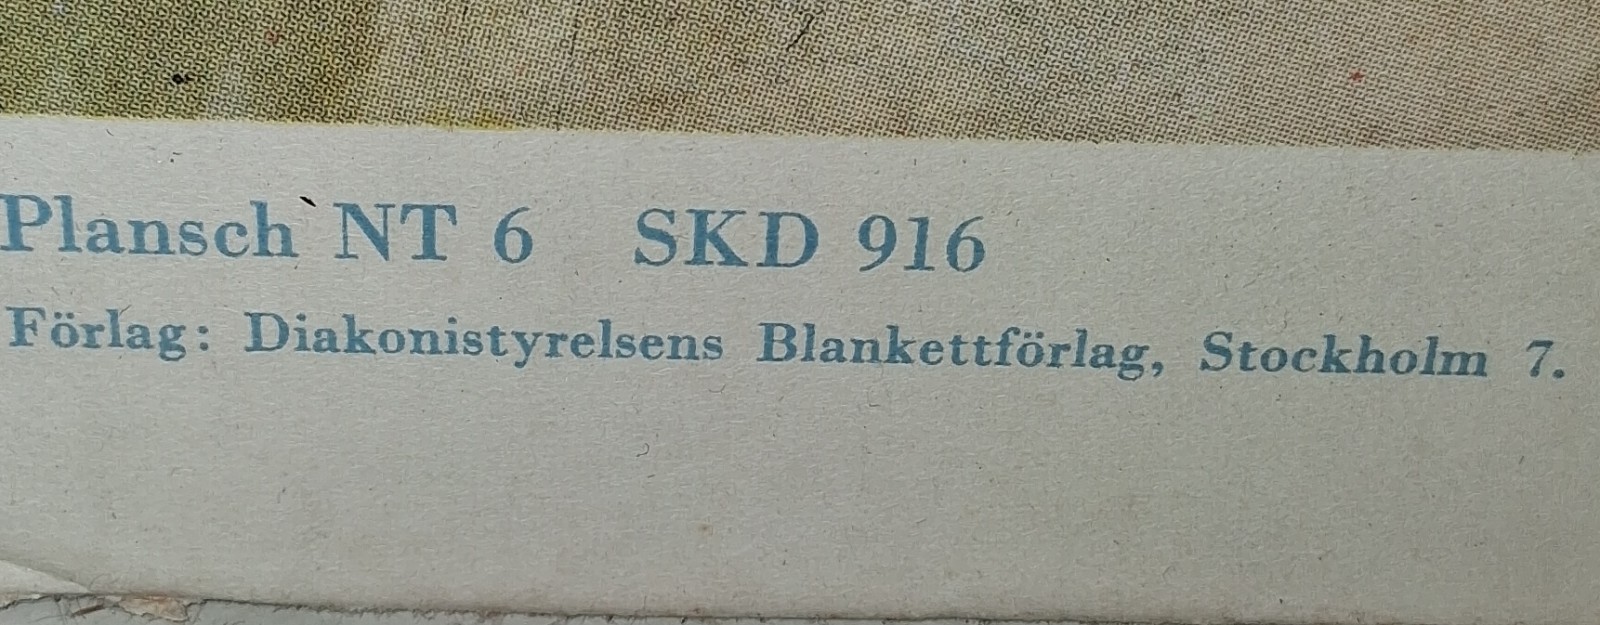 Plansch NT 6 SKD 916
Förlag: Diakonistyrelsens Blankettförlag, Stockholm 7.